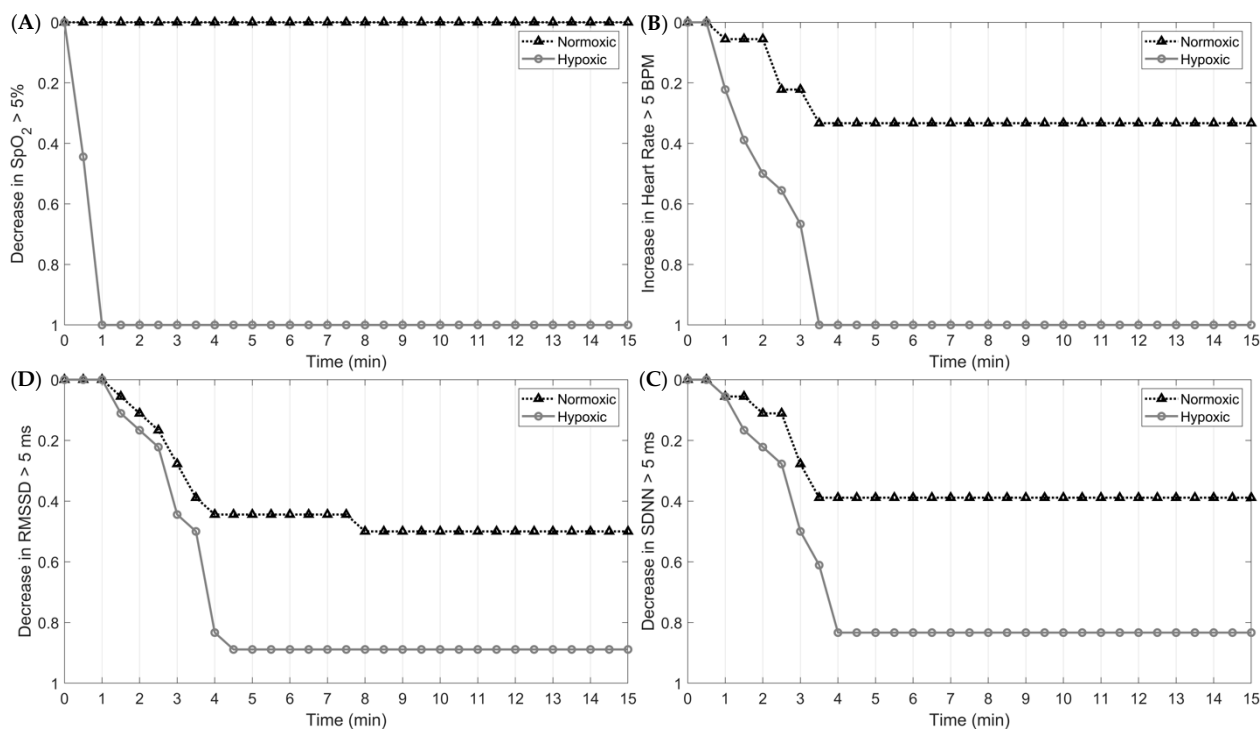 (A)
Decrease in SpO2 > 5%
0
0.2
0.4
0.6
0.8
1
Normoxic
Hypoxic
0 1 2 3 4 5 6 7 8 9 10 11 12 13 14 15
Time (min)
(B)
Increase in Heart Rate > 5 BPM
0
0.2
0.4
0.6
0.8
1
Normoxic
Hypoxic
0 1 2 3 4 5 6 7 8 9 10 11 12 13 14 15
Time (min)
(D)
Decrease in RMSSD > 5 ms
0
0.2
0.4
0.6
0.8
1
Normoxic
Hypoxic
0 1 2 3 4 5 6 7 8 9 10 11 12 13 14 15
Time (min)
(C)
Decrease in SDNN > 5 ms
0
0.2
0.4
0.6
0.8
1
Normoxic
Hypoxic
0 1 2 3 4 5 6 7 8 9 10 11 12 13 14 15
Time (min)